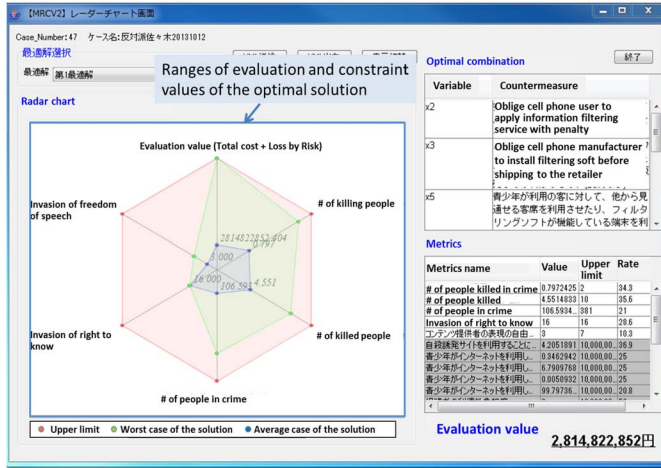 【MRCV2】レーダーチャート画面
Case_Number:47 ケース名:反対派佐々木20131012
最適解選択
最適解 第1最適解
終了
Ranges of evaluation and constraint
values of the optimal solution
Radar chart
Evaluation value (Total cost + Loss by Risk)
Invasion of freedom
of speech
# of killing people
2814822852.404
0.797
3.000
16.000
106.593
4.551
Invasion of right to
know
# of killed people
# of people in crime
Upper limit Worst case of the solution Average case of the solution
Optimal combination
Variable Countermeasure
x2 Oblige cell phone user to
apply information filtering
service with penalty
x3 Oblige cell phone manufacturer
to install filtering soft before
shipping to the retailer
x5 青少年が利用の客に対して、他から見
通せる客席を利用させたり、フィルタ
リングソフトが機能している端末を利
Metrics
Metrics name Value Upper limit Rate
# of people killed in crime 0.7972425 2 34.3
# of people killed 4.5514833 10 35.6
# of people in crime 106.5934... 381 21
Invasion of right to know 16 16 28.6
コンテンツ提供者の表現の自由... 3 7 10.3
自殺誘発サイトを利用することに... 4.2051891 10,000,00... 36.9
青少年がインターネットを利用し... 0.3462942 10,000,00... 25
青少年がインターネットを利用し... 6.7909768 10,000,00... 25
青少年がインターネットを利用し... 0.0050932 10,000,00... 25
青少年がインターネットを利用し... 99.79736... 10,000,00... 20.8
Evaluation value
2,814,822,852円